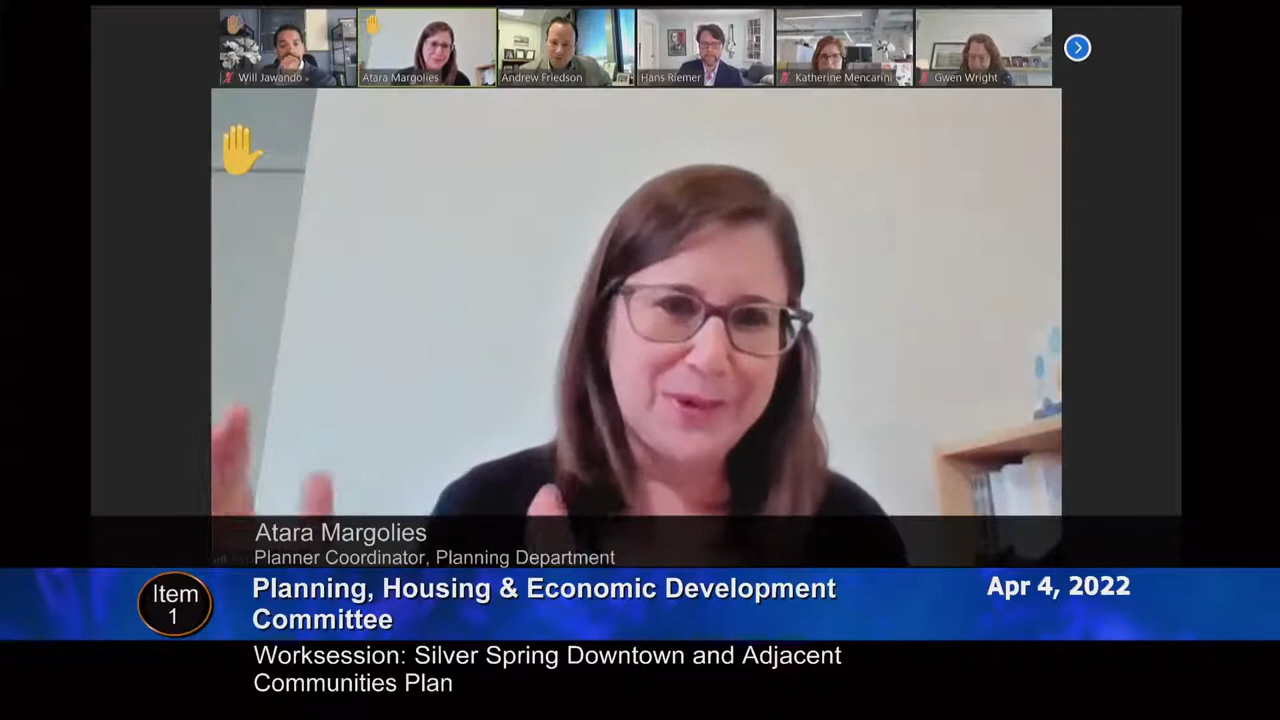 Will Jawando
Atara Margolies
Andrew Friedson
Hans Riemer
Katherine Mencarini
Gwen Wright
Atara Margolies
Planner Coordinator, Planning Department
Item
1
Planning, Housing & Economic Development
Committee
Apr 4, 2022
Worksession: Silver Spring Downtown and Adjacent
Communities Plan